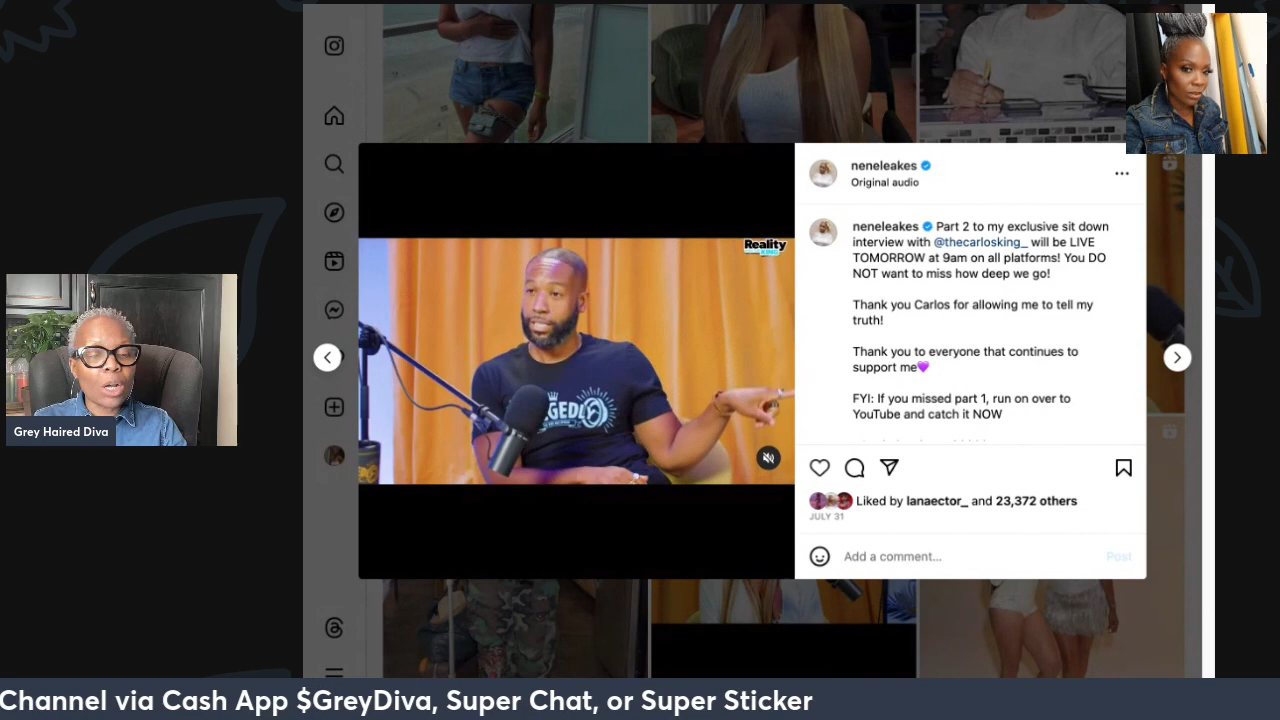 neneleakes
Original audio
neneleakes Part 2 to my exclusive sit down
interview with @thecarlosking_ will be LIVE
TOMORROW at 9am on all platforms! You DO
NOT want to miss how deep we go!
Thank you Carlos for allowing me to tell my
truth!
Thank you to everyone that continues to
support me💜
FYI: If you missed part 1, run on over to
YouTube and catch it NOW
Liked by lanaector_ and 23,372 others
JULY 31
Add a comment...
Post
Reality
GEDLY
Grey Haired Diva
Channel via Cash App $GreyDiva, Super Chat, or Super Sticker